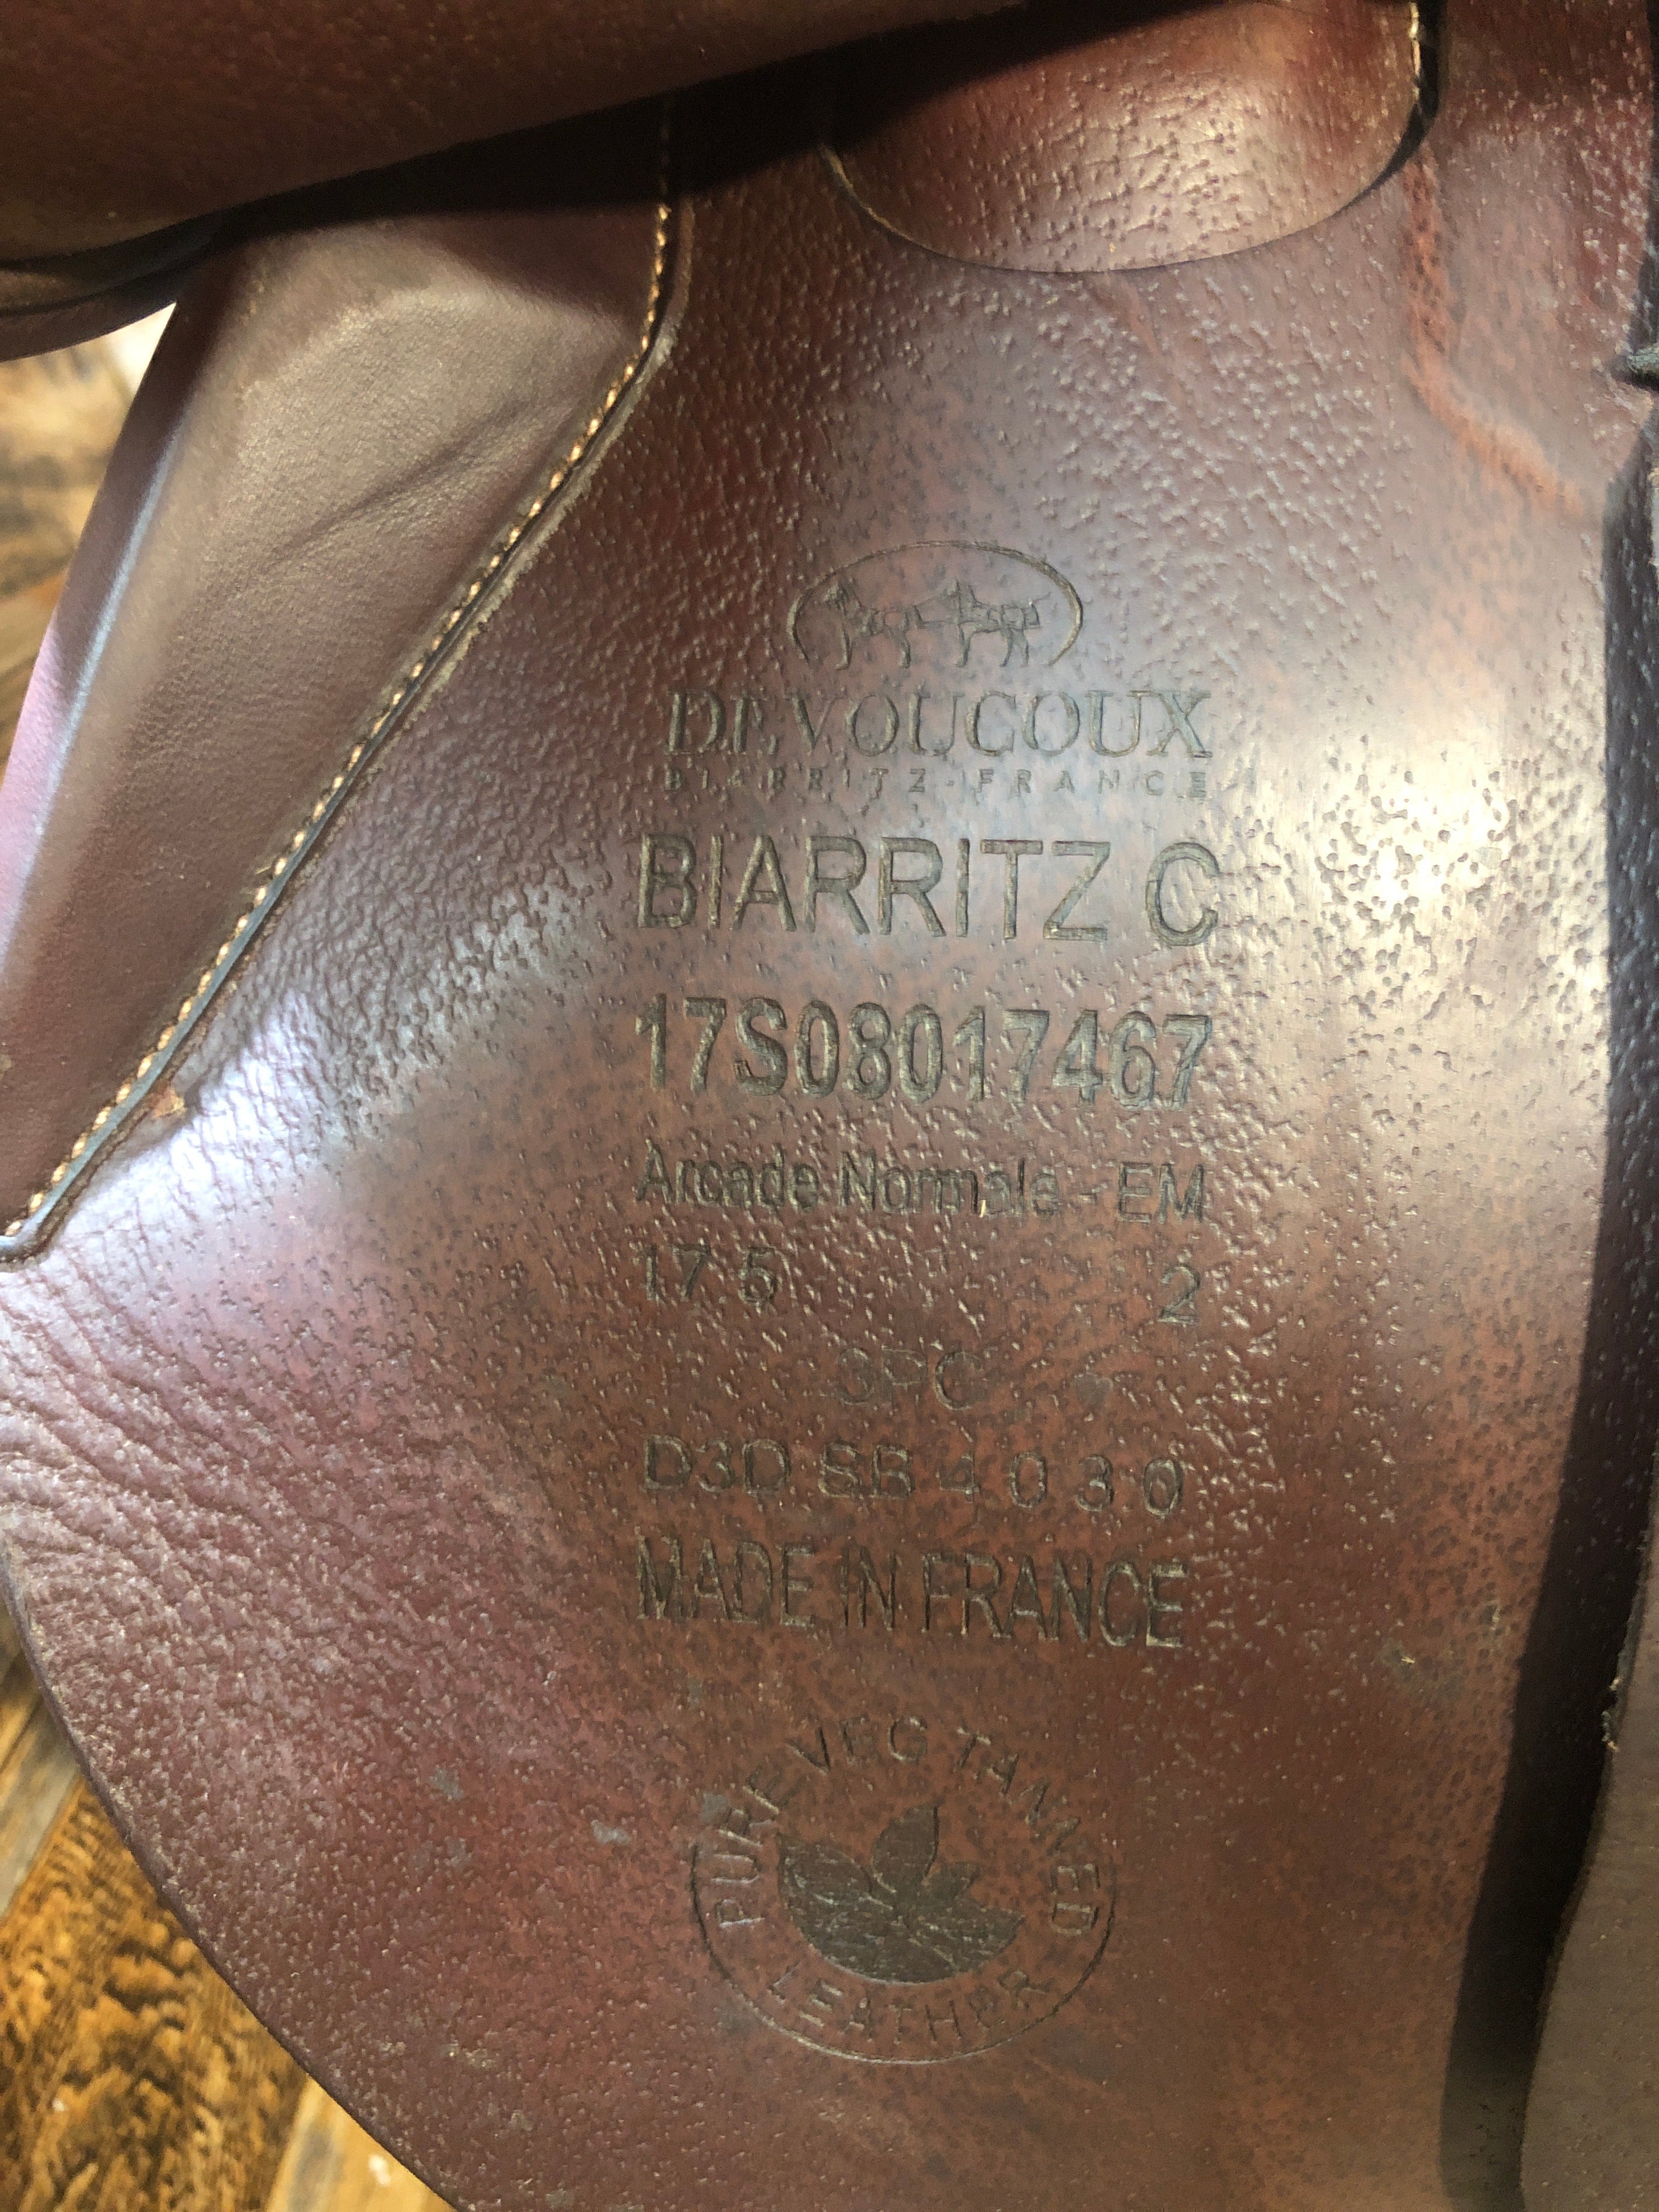 DEVOUCOUX
BIARRITZ-FRANCE
BIARRITZ C
17S08017467
Arcade Normale - EM
17 5 2
3PC
D3D SB 4 0 3 0
MADE IN FRANCE
PURE VEG TANNED
LEATHER